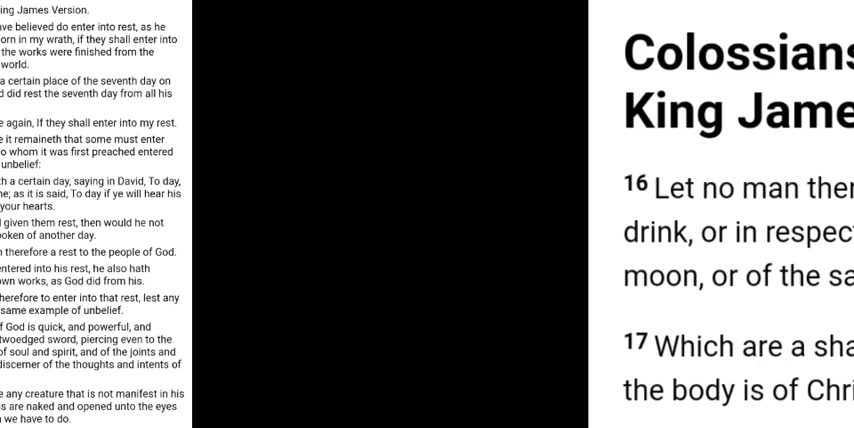 ing James Version.
ave believed do enter into rest, as he
orn in my wrath, if they shall enter into
the works were finished from the
world.
a certain place of the seventh day on
d did rest the seventh day from all his
e again, If they shall enter into my rest.
e it remaineth that some must enter
o whom it was first preached entered
unbelief:
th a certain day, saying in David, To day,
ne; as it is said, To day if ye will hear his
your hearts.
d given them rest, then would he not
poken of another day.
h therefore a rest to the people of God.
entered into his rest, he also hath
own works, as God did from his.
herefore to enter into that rest, lest any
same example of unbelief.
f God is quick, and powerful, and
twoedged sword, piercing even to the
of soul and spirit, and of the joints and
discerner of the thoughts and intents of
e any creature that is not manifest in his
gs are naked and opened unto the eyes
n we have to do.
Colossians
King Jame
16 Let no man ther
drink, or in respect
moon, or of the sa
17 Which are a sha
the body is of Chri